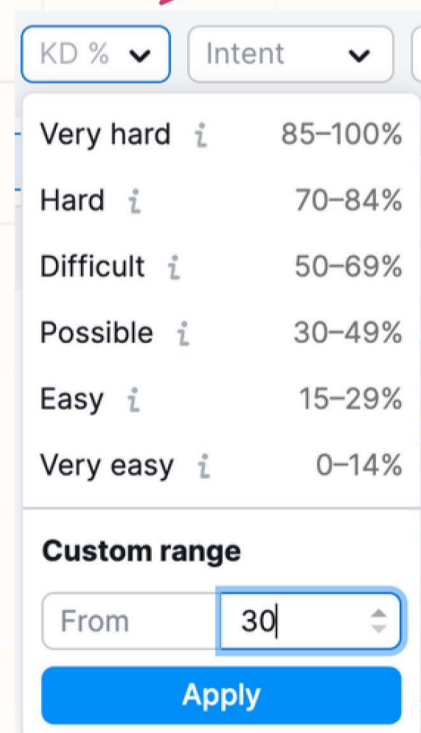 KD % Intent
Very hard i 85–100%
Hard i 70–84%
Difficult i 50–69%
Possible i 30–49%
Easy i 15–29%
Very easy i 0–14%
Custom range
From 30
Apply